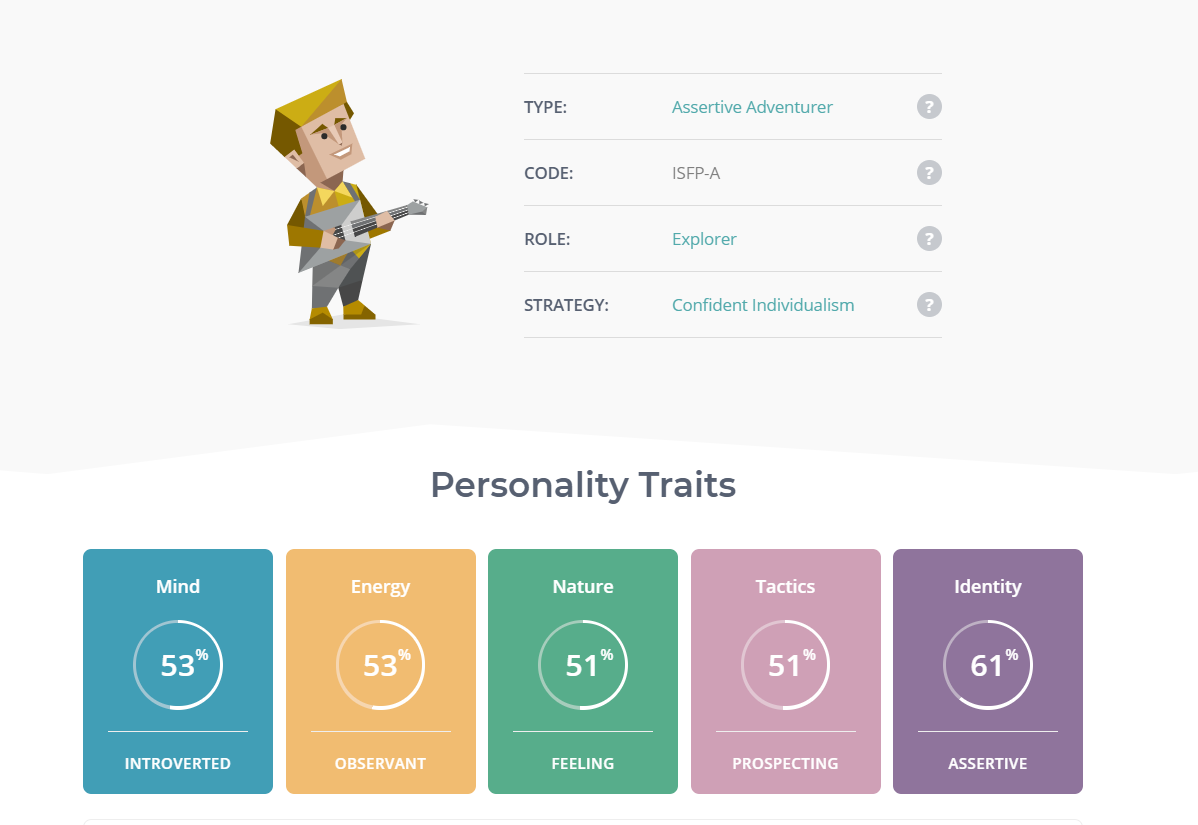 TYPE: Assertive Adventurer ?
CODE: ISFP-A ?
ROLE: Explorer ?
STRATEGY: Confident Individualism ?
Personality Traits
Mind
53%
INTROVERTED
Energy
53%
OBSERVANT
Nature
51%
FEELING
Tactics
51%
PROSPECTING
Identity
61%
ASSERTIVE